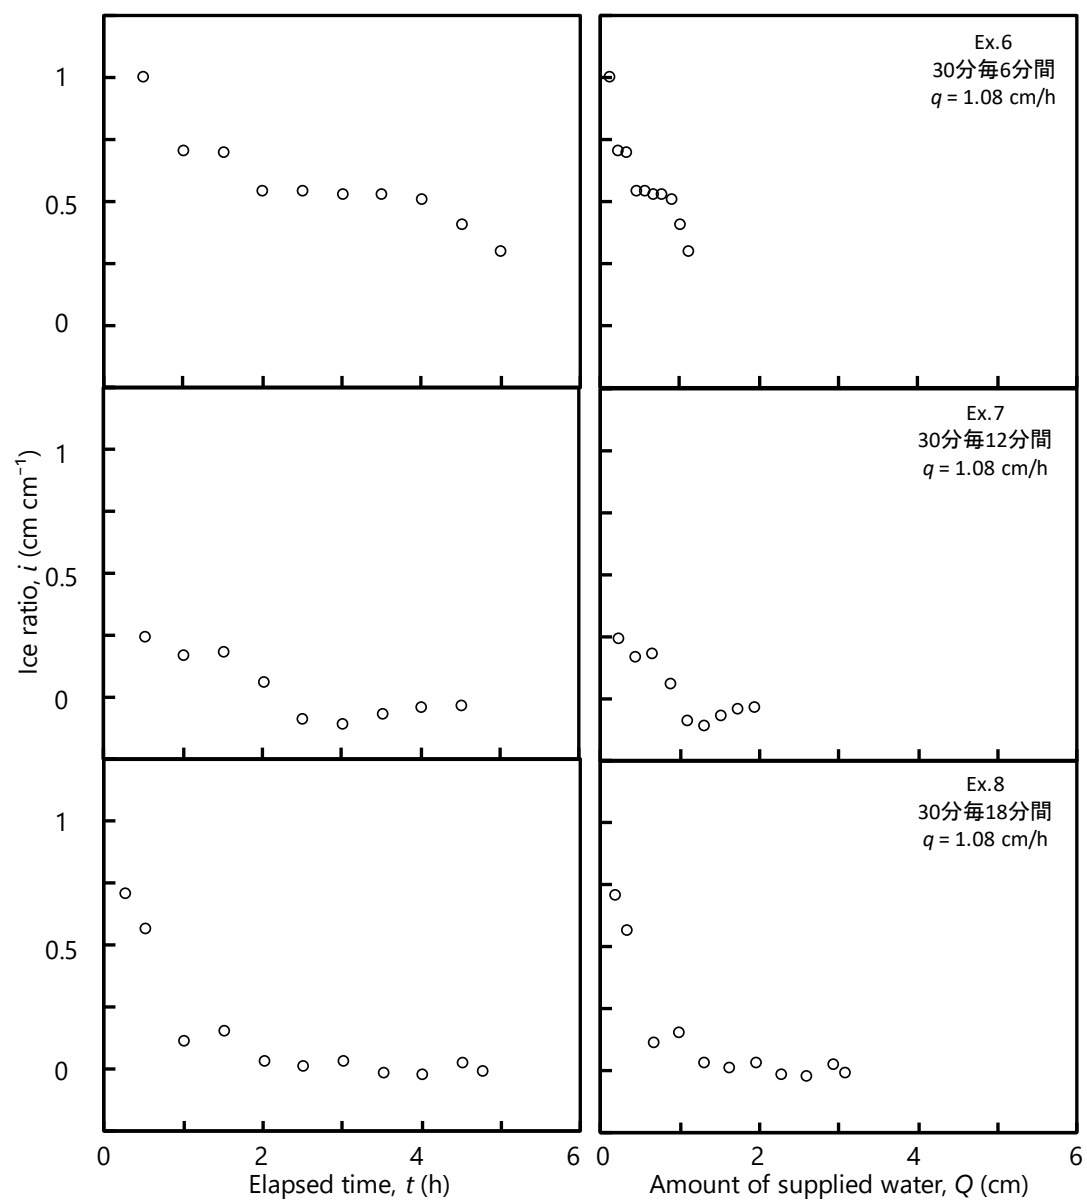 1
0.5
0
Ex.6
30分毎6分間
q = 1.08 cm/h
Ice ratio, i (cm cm⁻¹)
1
0.5
0
Ex.7
30分毎12分間
q = 1.08 cm/h
1
0.5
0
Ex.8
30分毎18分間
q = 1.08 cm/h
0 2 4 6
0 2 4 6
Elapsed time, t (h)
Amount of supplied water, Q (cm)